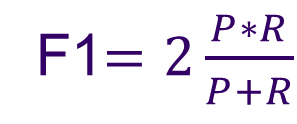 F1= 2 P∗R / P+R